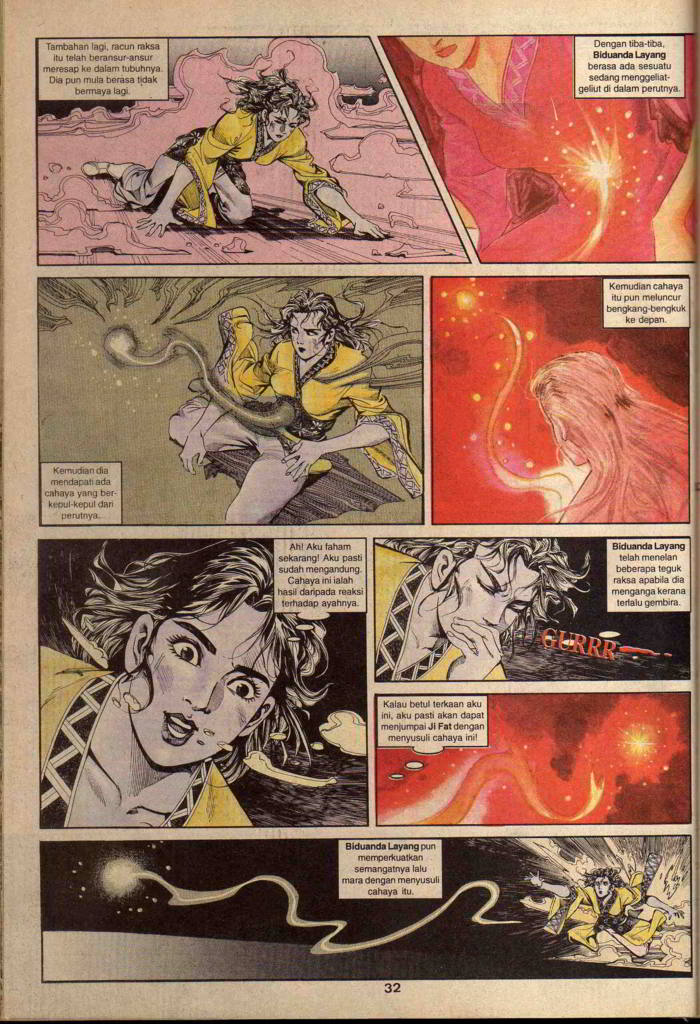 Tambahan lagi, racun raksa
itu telah beransur-ansur
meresap ke dalam tubuhnya.
Dia pun mula berasa tidak
bermaya lagi.
Dengan tiba-tiba,
Biduanda Layang
berasa ada sesuatu
sedang menggeliat-
geliut di dalam perutnya.
Kemudian dia
mendapati ada
cahaya yang ber-
kepul-kepul dari
perutnya.
Kemudian cahaya
itu pun meluncur
bengkang-bengkuk
ke depan.
Ah! Aku faham
sekarang! Aku pasti
sudah mengandung.
Cahaya ini ialah
hasil daripada reaksi
terhadap ayahnya.
Biduanda Layang
telah menelan
beberapa teguk
raksa apabila dia
menganga kerana
terlalu gembira.
GURRR
Kalau betul terkaan aku
ini, aku pasti akan dapat
menjumpai Ji Fat dengan
menyusuli cahaya ini!
Biduanda Layang pun
memperkuatkan
semangatnya lalu
mara dengan menyusuli
cahaya itu.
32